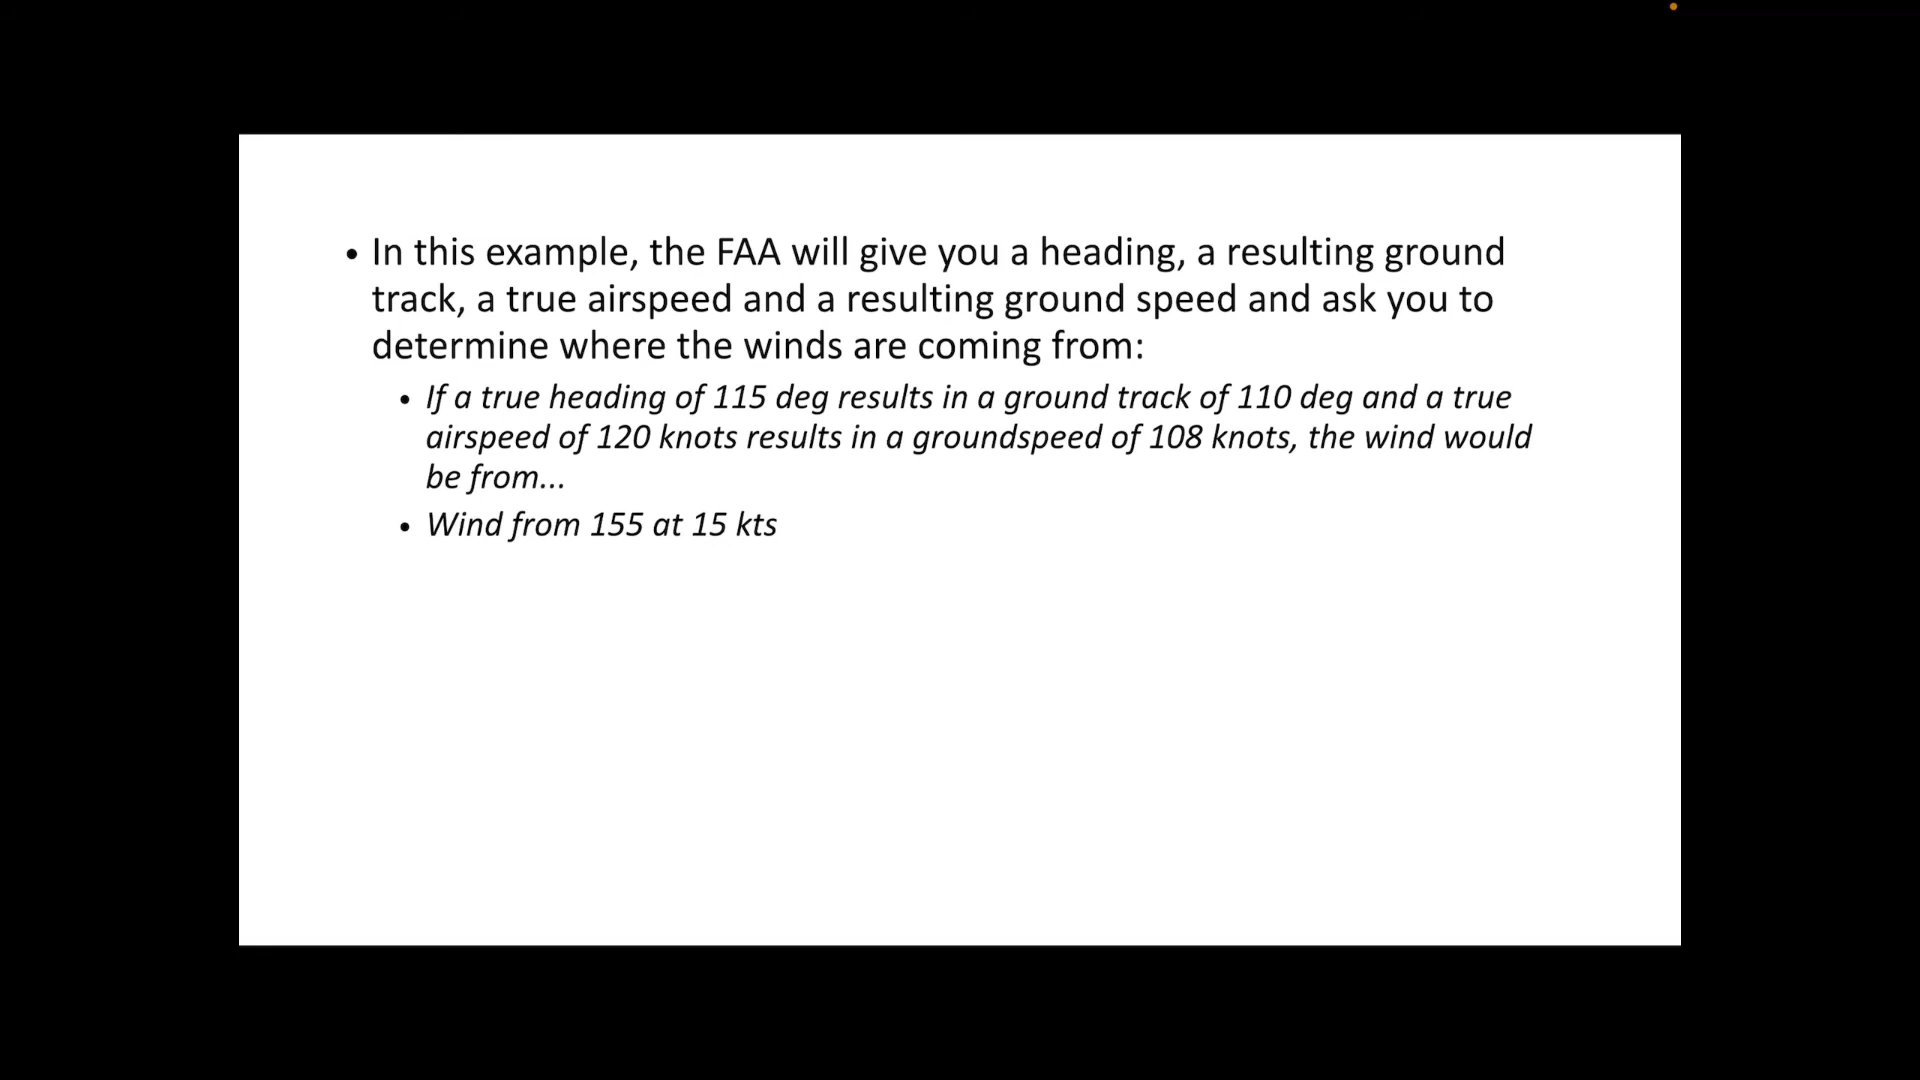 • In this example, the FAA will give you a heading, a resulting ground
track, a true airspeed and a resulting ground speed and ask you to
determine where the winds are coming from:
• If a true heading of 115 deg results in a ground track of 110 deg and a true
airspeed of 120 knots results in a groundspeed of 108 knots, the wind would
be from...
• Wind from 155 at 15 kts